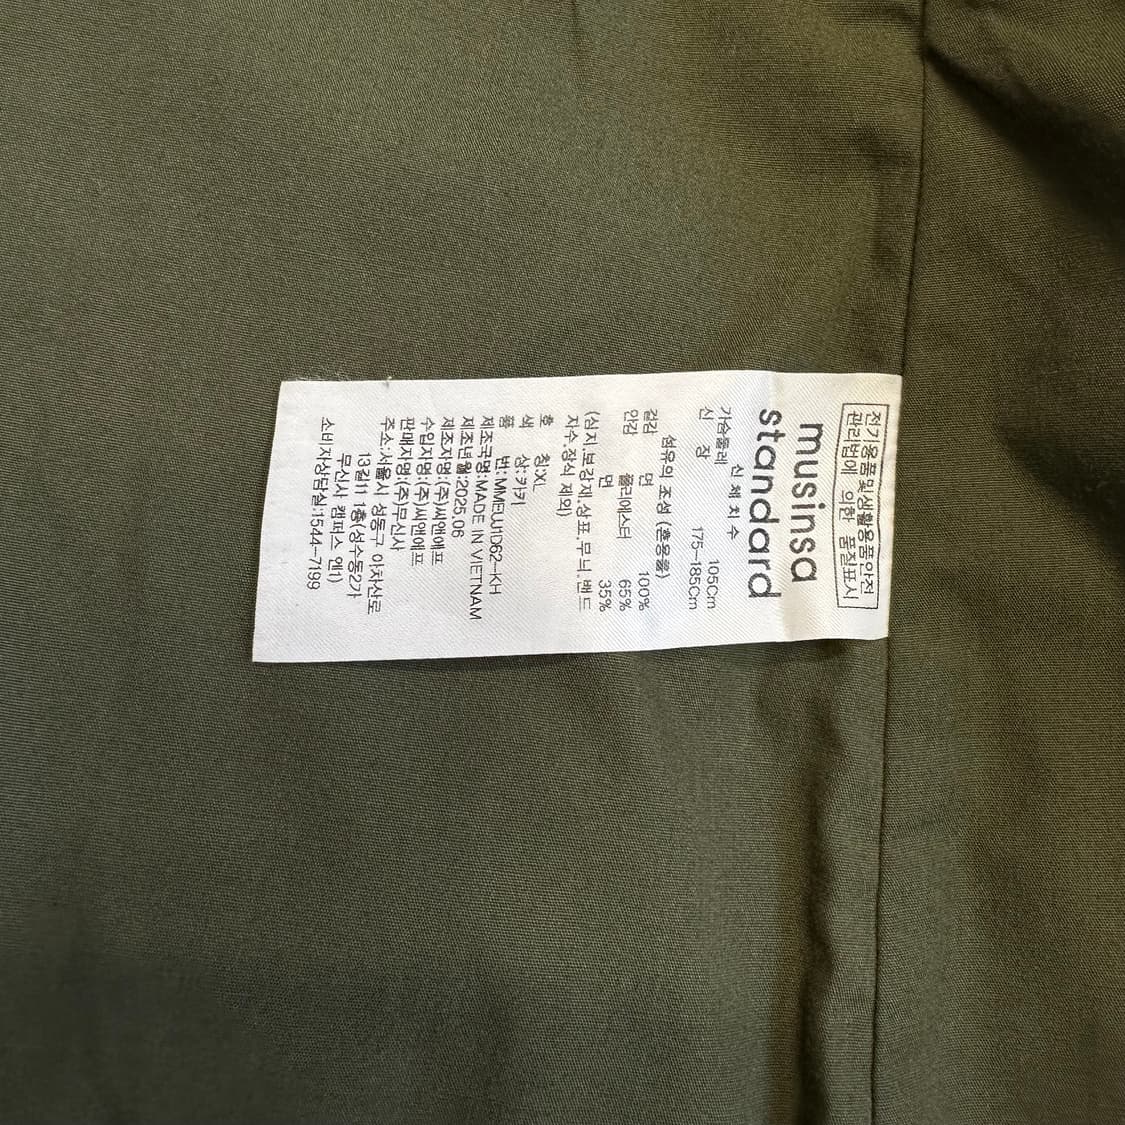 전기용품및생활용품안전
관리법에 의한 품질표시
musinsa
standard
신 체 치 수
가슴둘레 105Cm
신 장 175-185Cm
섬유의 조성 (혼용률)
겉감 면 100%
안감 폴리에스터 65%
면 35%
(심지.보강재.상표.무늬.밴드
자수.장식 제외)
호 칭:XL
색 상:카키
품 번:MMEUJ1D62-KH
제조국명:MADE IN VIETNAM
제조년월:2025.06
제조자명:(주)씨앤에프
수입자명:(주)씨앤에프
판매자명:(주)무신사
주소:서울시 성동구 아차산로
13길11 1층(성수동2가
무신사 캠퍼스 엔1)
소비자상담실:1544-7199